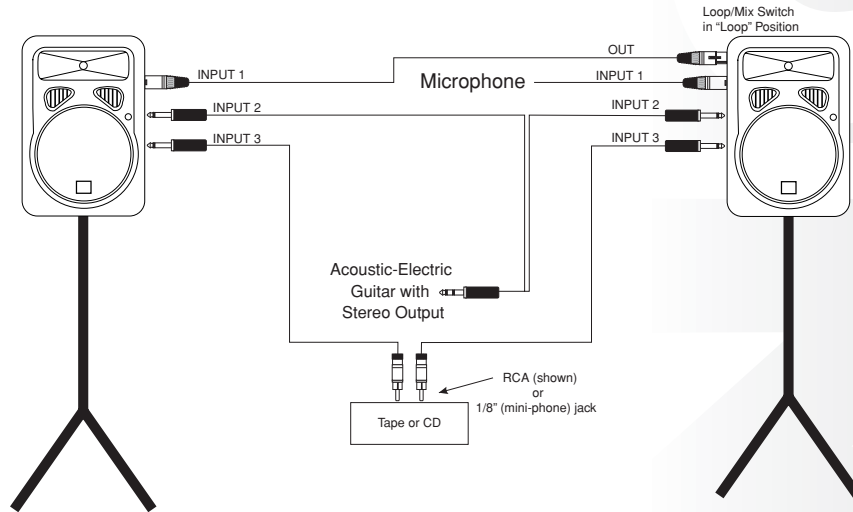 Loop/Mix Switch
in “Loop” Position
OUT
INPUT 1
Microphone
INPUT 1
INPUT 2
INPUT 2
INPUT 3
INPUT 3
Acoustic-Electric
Guitar with
Stereo Output
RCA (shown)
or
1/8” (mini-phone) jack
Tape or CD